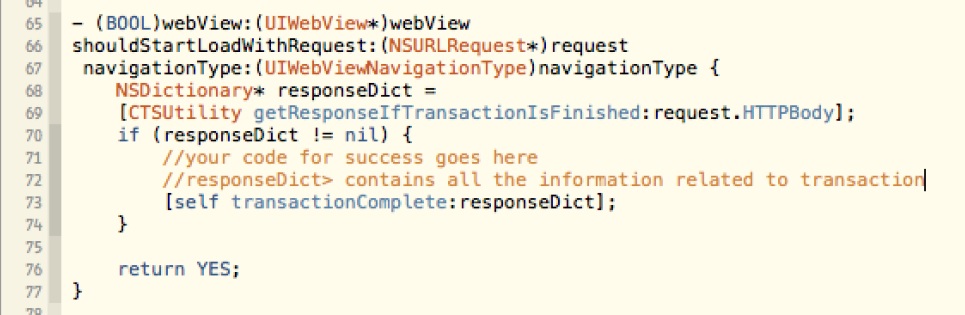 64
65 - (BOOL)webView:(UIWebView*)webView
66 shouldStartLoadWithRequest:(NSURLRequest*)request
67  navigationType:(UIWebViewNavigationType)navigationType {
68     NSDictionary* responseDict =
69     [CTSUtility getResponseIfTransactionIsFinished:request.HTTPBody];
70     if (responseDict != nil) {
71         //your code for success goes here
72         //responseDict> contains all the information related to transaction
73         [self transactionComplete:responseDict];
74     }
75
76     return YES;
77 }
78